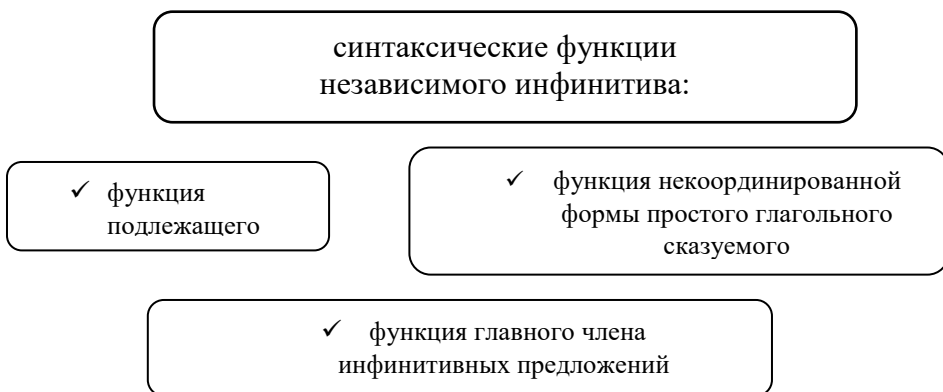 синтаксические функции
независимого инфинитива:
✓ функция
подлежащего
✓ функция некоординированной
формы простого глагольного
сказуемого
✓ функция главного члена
инфинитивных предложений